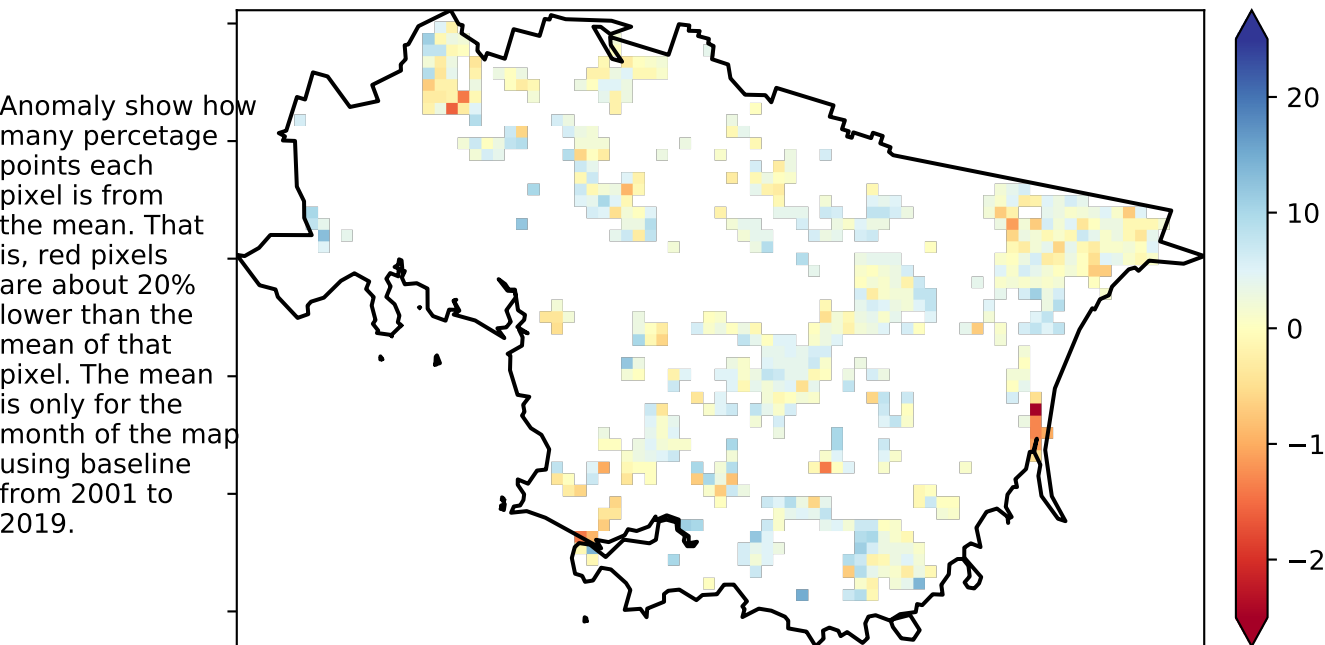 Anomaly show how
many percetage
points each
pixel is from
the mean. That
is, red pixels
are about 20%
lower than the
mean of that
pixel. The mean
is only for the
month of the map
using baseline
from 2001 to
2019.
20
10
0
−1
−2